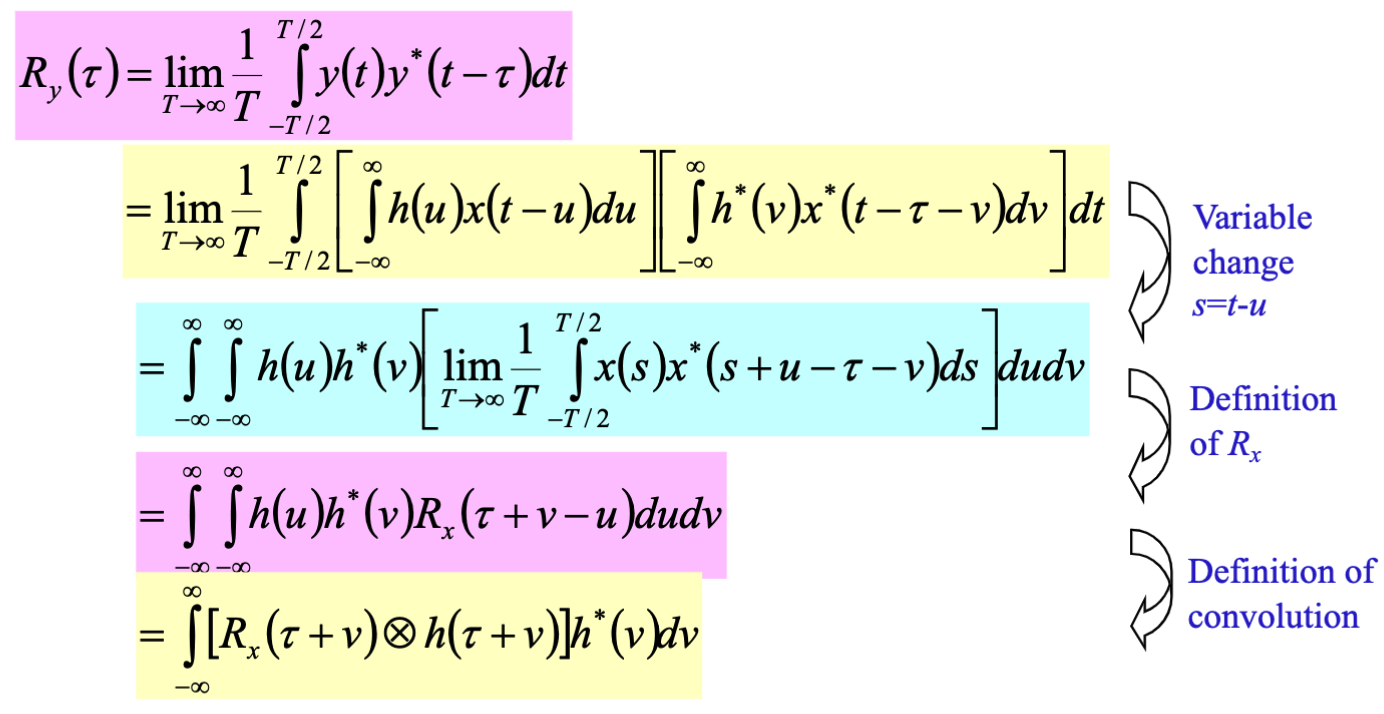 R_y(τ) = lim_{T→∞} 1/T ∫_{-T/2}^{T/2} y(t)y*(t − τ)dt
= lim_{T→∞} 1/T ∫_{-T/2}^{T/2} [ ∫_{-∞}^{∞} h(u)x(t − u)du ][ ∫_{-∞}^{∞} h*(v)x*(t − τ − v)dv ]dt
Variable
change
s=t-u
= ∫_{-∞}^{∞} ∫_{-∞}^{∞} h(u)h*(v)[ lim_{T→∞} 1/T ∫_{-T/2}^{T/2} x(s)x*(s + u − τ − v)ds ]dudv
Definition
of R_x
= ∫_{-∞}^{∞} ∫_{-∞}^{∞} h(u)h*(v)R_x(τ + v − u)dudv
= ∫_{-∞}^{∞} [R_x(τ + v) ⊗ h(τ + v)]h*(v)dv
Definition of
convolution